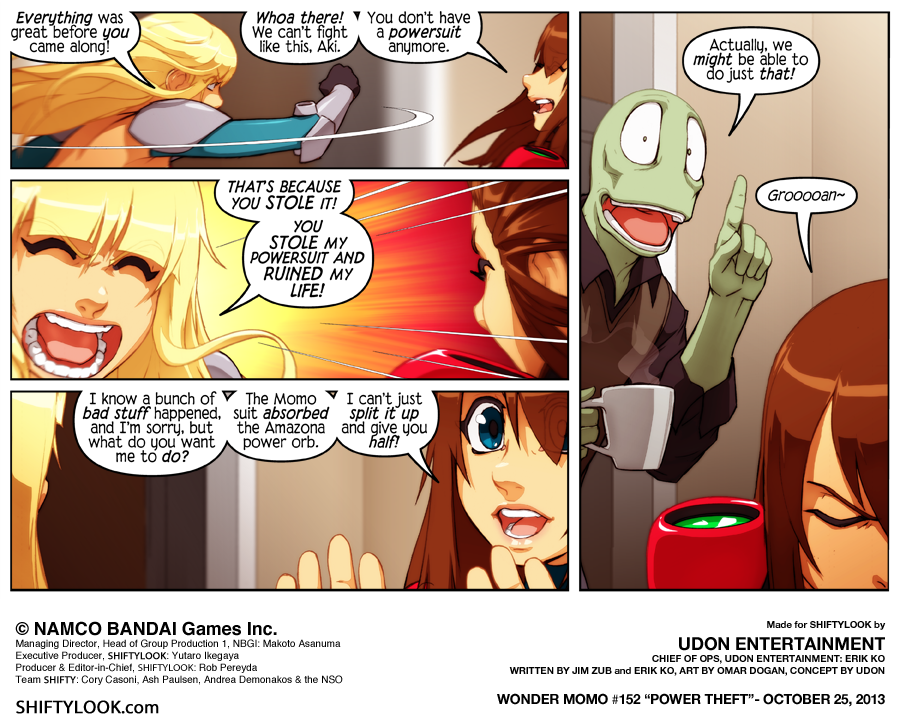 Everything was
great before you
came along!
Whoa there!
We can't fight
like this, Aki.
You don't have
a powersuit
anymore.
THAT'S BECAUSE
YOU STOLE IT!
YOU
STOLE MY
POWERSUIT AND
RUINED MY
LIFE!
I know a bunch of
bad stuff happened,
and I'm sorry, but
what do you want
me to do?
The Momo
suit absorbed
the Amazona
power orb.
I can't just
split it up
and give you
half!
Actually, we
might be able to
do just that!
Grooooan~
© NAMCO BANDAI Games Inc.
Managing Director, Head of Group Production 1, NBGI: Makoto Asanuma
Executive Producer, SHIFTYLOOK: Yutaro Ikegaya
Producer & Editor-in-Chief, SHIFTYLOOK: Rob Pereyda
Team SHIFTY: Cory Casoni, Ash Paulsen, Andrea Demonakos & the NSO
SHIFTYLOOK.com
Made for SHIFTYLOOK by
UDON ENTERTAINMENT
CHIEF OF OPS, UDON ENTERTAINMENT: ERIK KO
WRITTEN BY JIM ZUB and ERIK KO, ART BY OMAR DOGAN, CONCEPT BY UDON
WONDER MOMO #152 “POWER THEFT”- OCTOBER 25, 2013